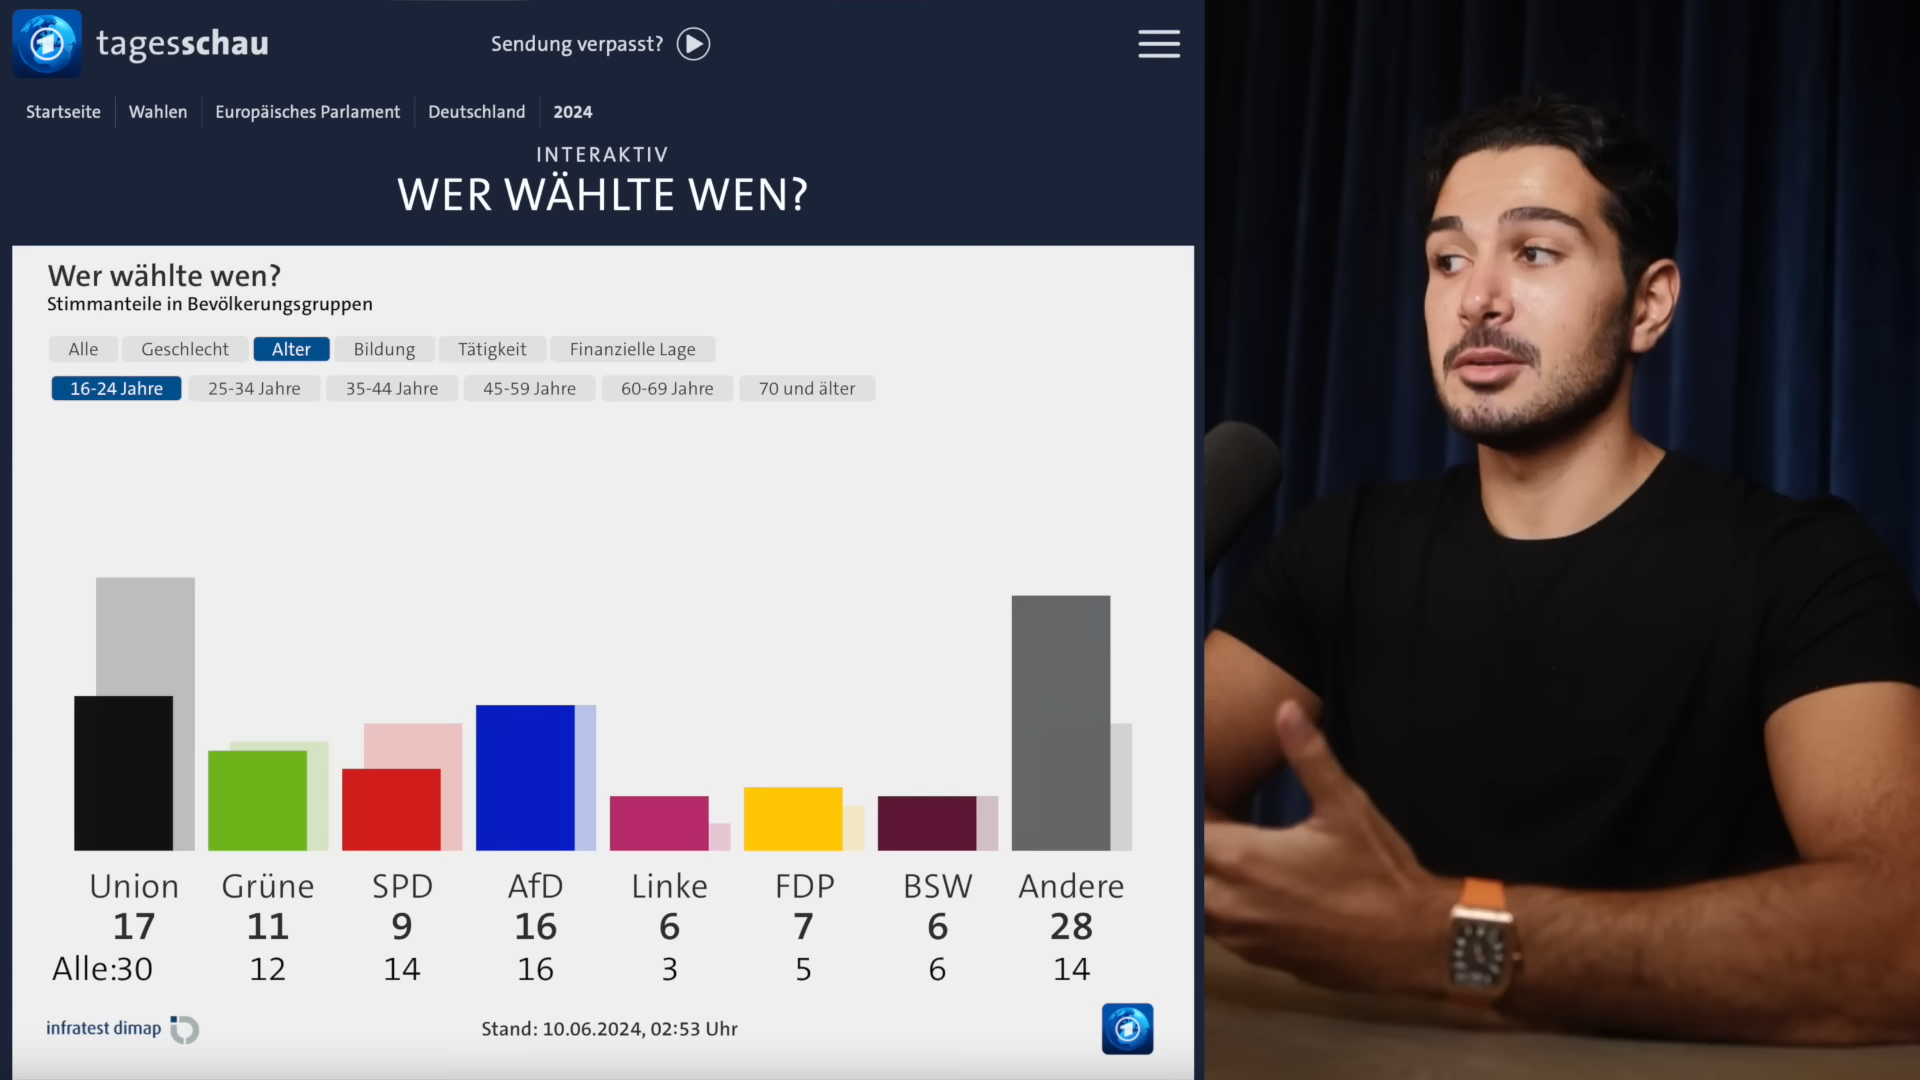 tagesschau
Sendung verpasst?
Startseite Wahlen Europäisches Parlament Deutschland 2024
INTERAKTIV
WER WÄHLTE WEN?
Wer wählte wen?
Stimmanteile in Bevölkerungsgruppen
Alle Geschlecht Alter Bildung Tätigkeit Finanzielle Lage
16-24 Jahre 25-34 Jahre 35-44 Jahre 45-59 Jahre 60-69 Jahre 70 und älter
Union Grüne SPD AfD Linke FDP BSW Andere
17 11 9 16 6 7 6 28
Alle:30 12 14 16 3 5 6 14
infratest dimap Stand: 10.06.2024, 02:53 Uhr